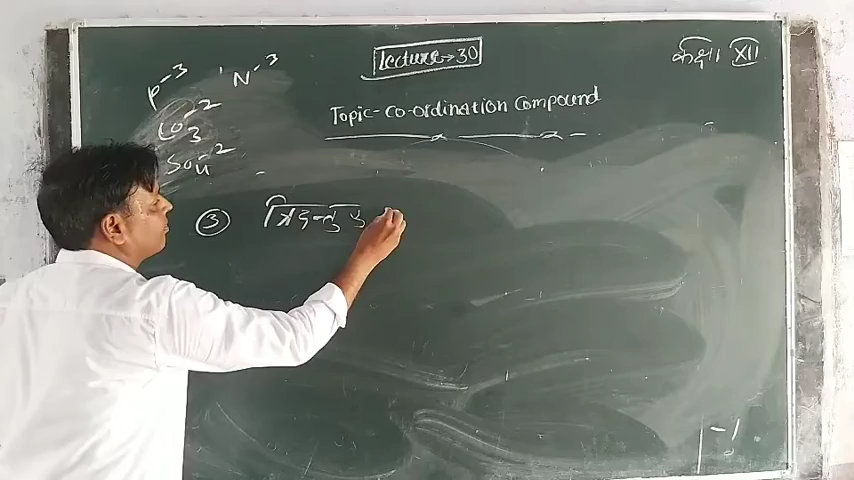 Lecture→30
कक्षा XII
Topic-Co-ordination Compound
P-3 N-3
CO3-2
SO4-2
③ त्रिदन्तु